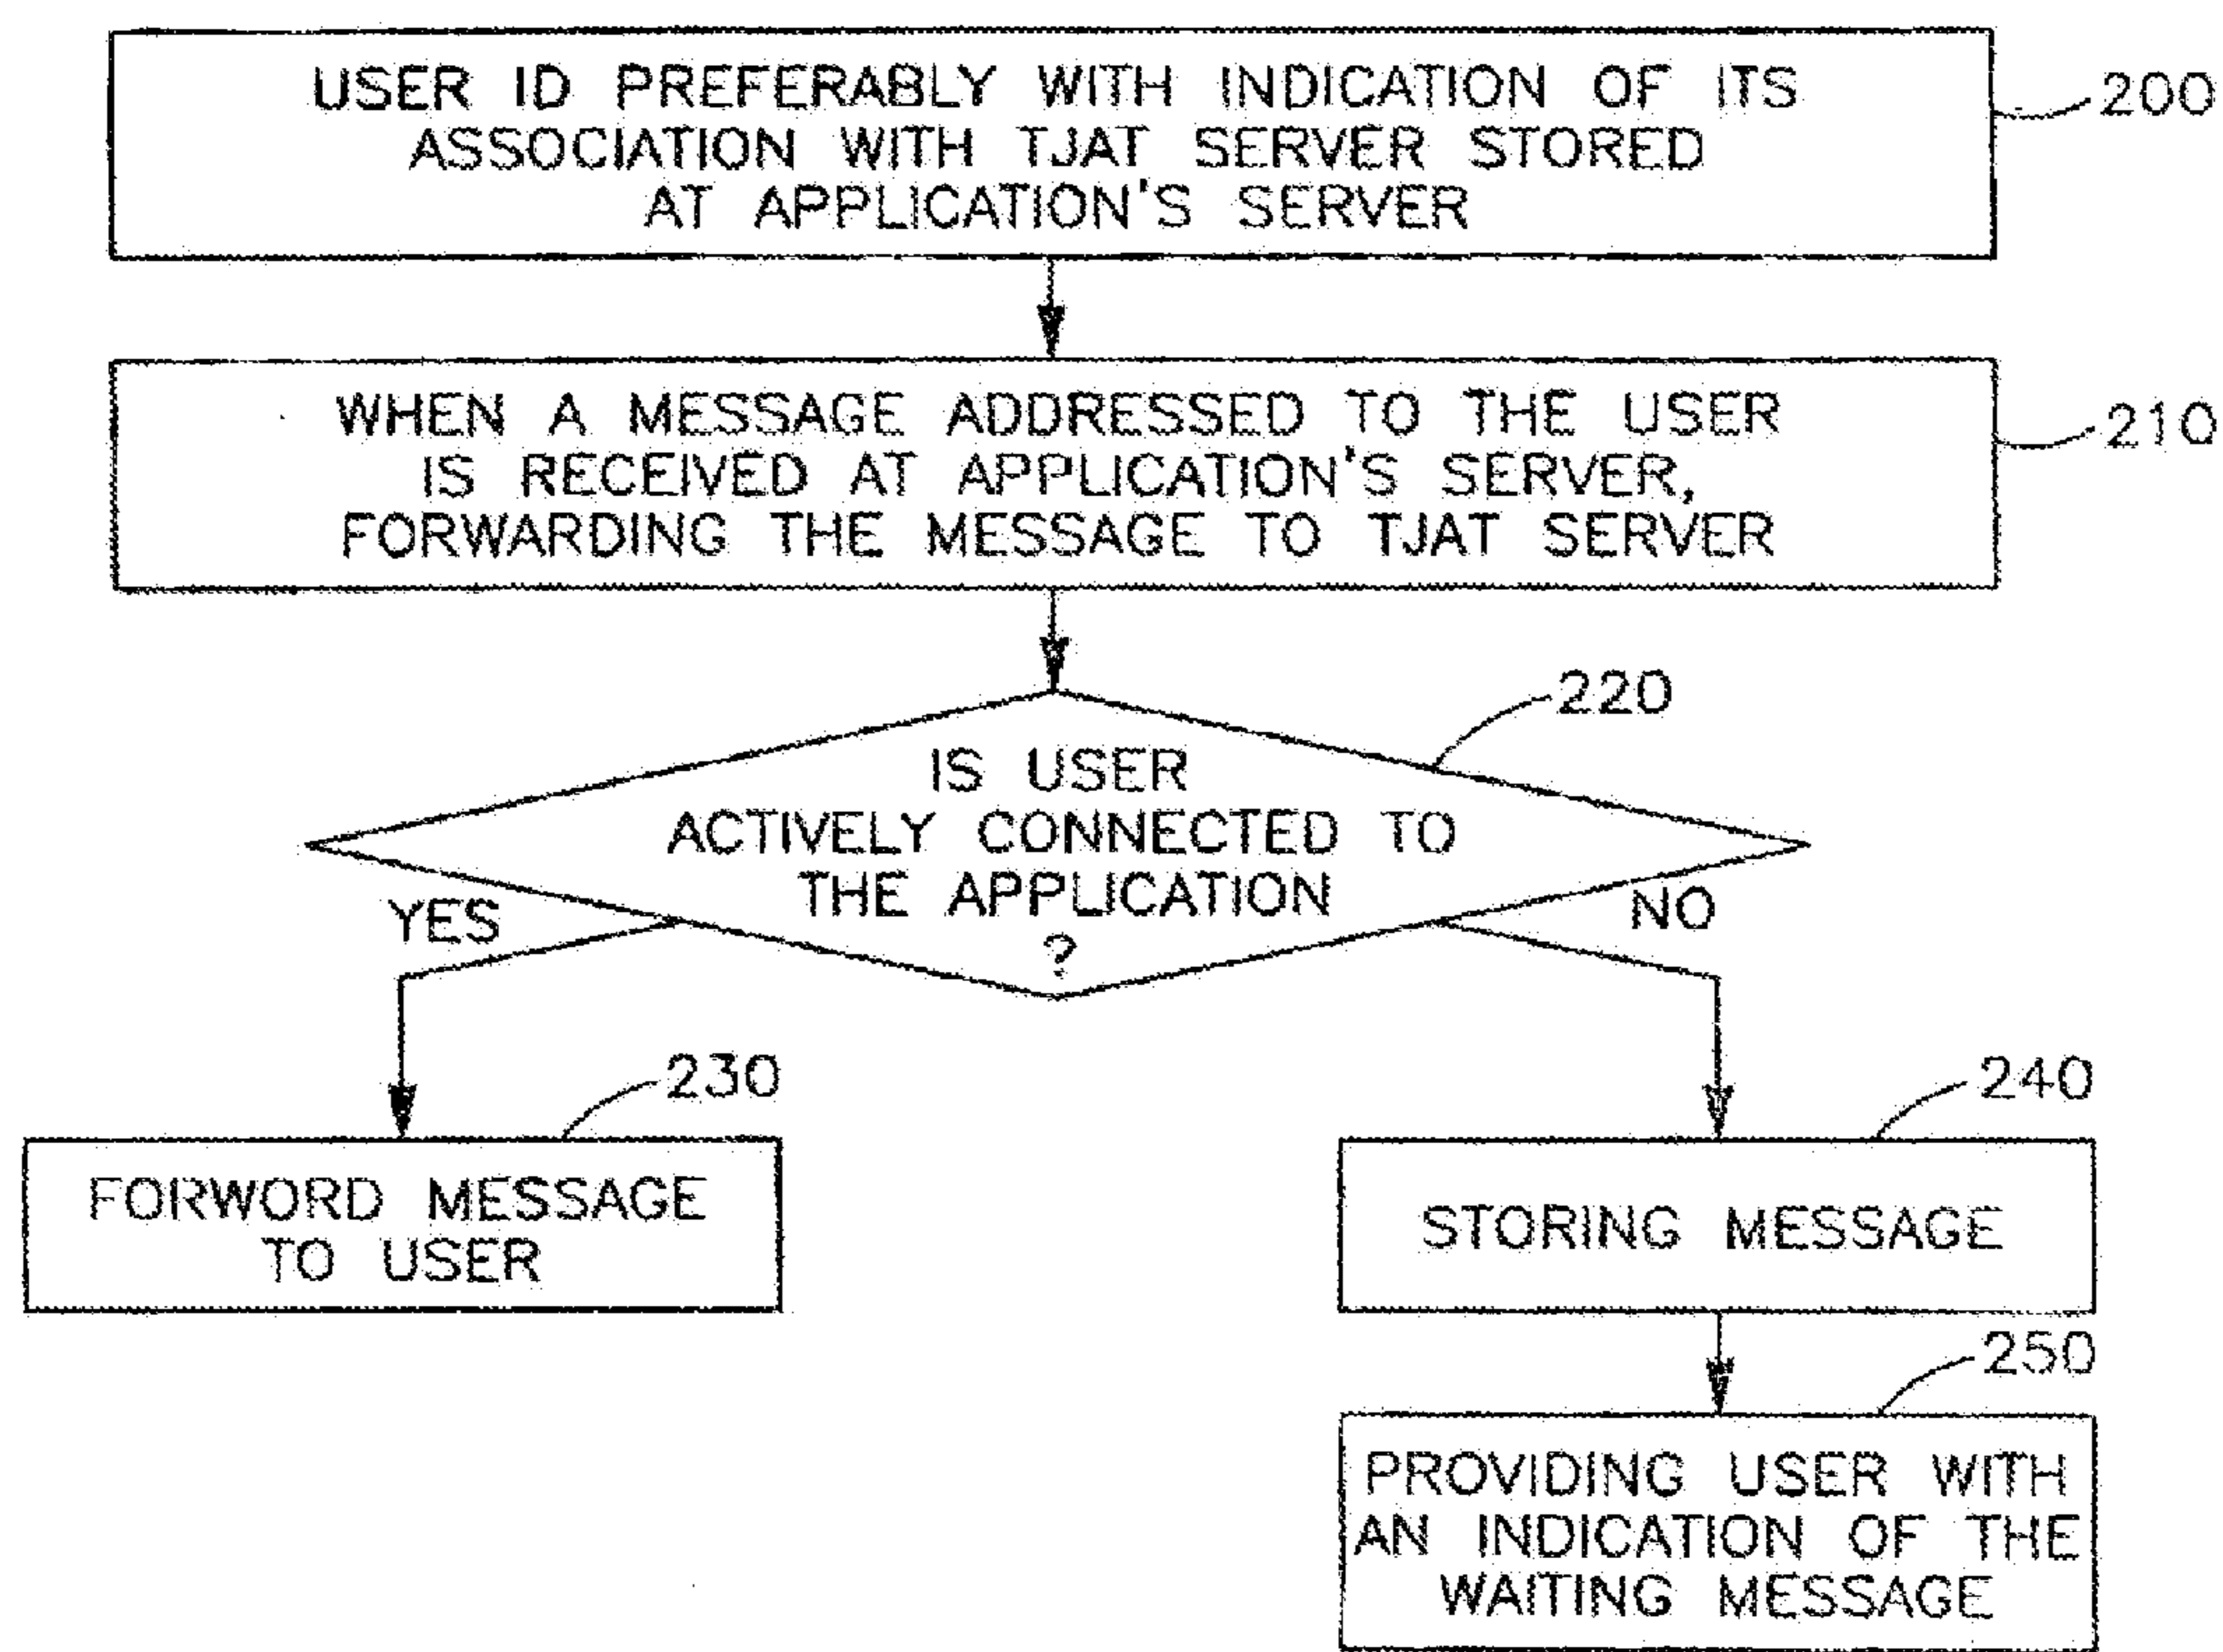 USER ID PREFERABLY WITH INDICATION OF ITS
ASSOCIATION WITH TJAT SERVER STORED
AT APPLICATION'S SERVER
200
WHEN A MESSAGE ADDRESSED TO THE USER
IS RECEIVED AT APPLICATION'S SERVER,
FORWARDING THE MESSAGE TO TJAT SERVER
210
220
IS USER
ACTIVELY CONNECTED TO
THE APPLICATION
?
YES
NO
230
FORWORD MESSAGE
TO USER
240
STORING MESSAGE
250
PROVIDING USER WITH
AN INDICATION OF THE
WAITING MESSAGE